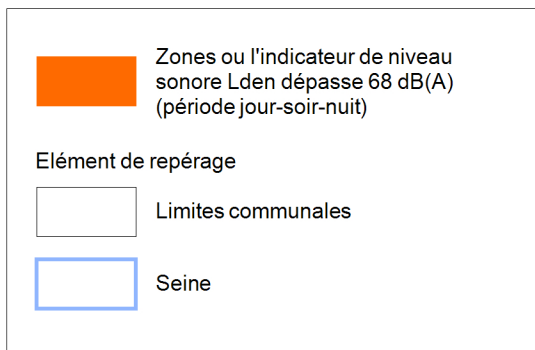 Zones ou l'indicateur de niveau
sonore Lden dépasse 68 dB(A)
(période jour-soir-nuit)
Elément de repérage
Limites communales
Seine